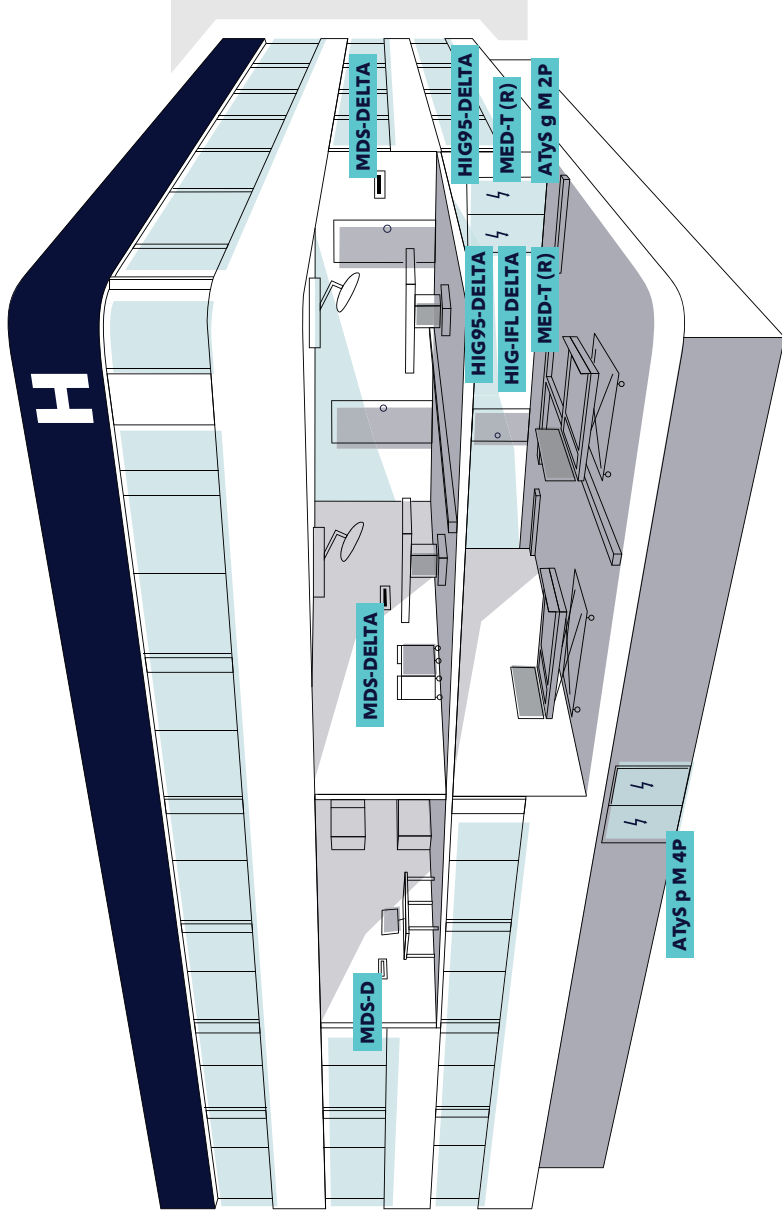 H
MDS-D
MDS-DELTA
MDS-DELTA
HIG95-DELTA
HIG-IFL DELTA
MED-T (R)
HIG95-DELTA
MED-T (R)
ATyS g M 2P
ATyS p M 4P